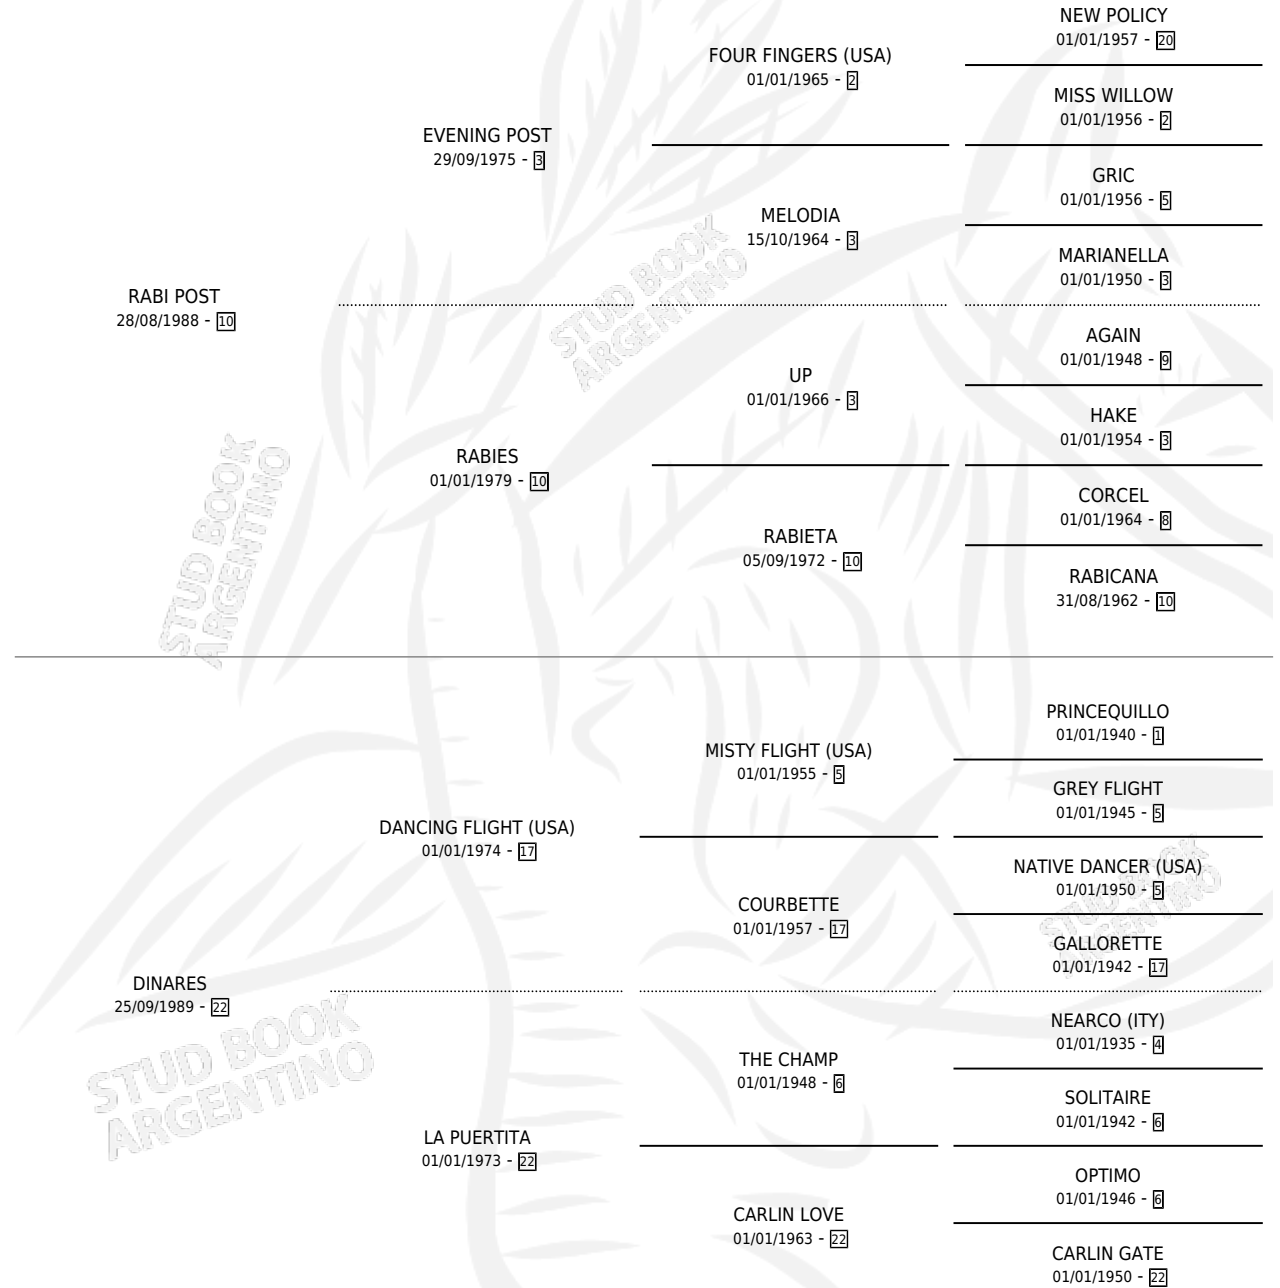 NEW POLICY
01/01/1957 - 20
FOUR FINGERS (USA)
01/01/1965 - 2
MISS WILLOW
01/01/1956 - 2
EVENING POST
29/09/1975 - 3
GRIC
01/01/1956 - 5
MELODIA
15/10/1964 - 3
MARIANELLA
01/01/1950 - 3
RABI POST
28/08/1988 - 10
STUD BOOK
ARGENTINO
AGAIN
01/01/1948 - 9
UP
01/01/1966 - 3
HAKE
01/01/1954 - 3
RABIES
01/01/1979 - 10
CORCEL
01/01/1964 - 8
RABIETA
05/09/1972 - 10
RABICANA
31/08/1962 - 10
STUD BOOK
ARGENTINO
PRINCEQUILLO
01/01/1940 - 1
MISTY FLIGHT (USA)
01/01/1955 - 5
GREY FLIGHT
01/01/1945 - 5
DANCING FLIGHT (USA)
01/01/1974 - 17
NATIVE DANCER (USA)
01/01/1950 - 5
COURBETTE
01/01/1957 - 17
STUD BOOK
ARGENTINO
GALLORETTE
01/01/1942 - 17
DINARES
25/09/1989 - 22
NEARCO (ITY)
01/01/1935 - 4
THE CHAMP
01/01/1948 - 6
SOLITAIRE
01/01/1942 - 6
STUD BOOK
ARGENTINO
LA PUERTITA
01/01/1973 - 22
OPTIMO
01/01/1946 - 6
CARLIN LOVE
01/01/1963 - 22
CARLIN GATE
01/01/1950 - 22